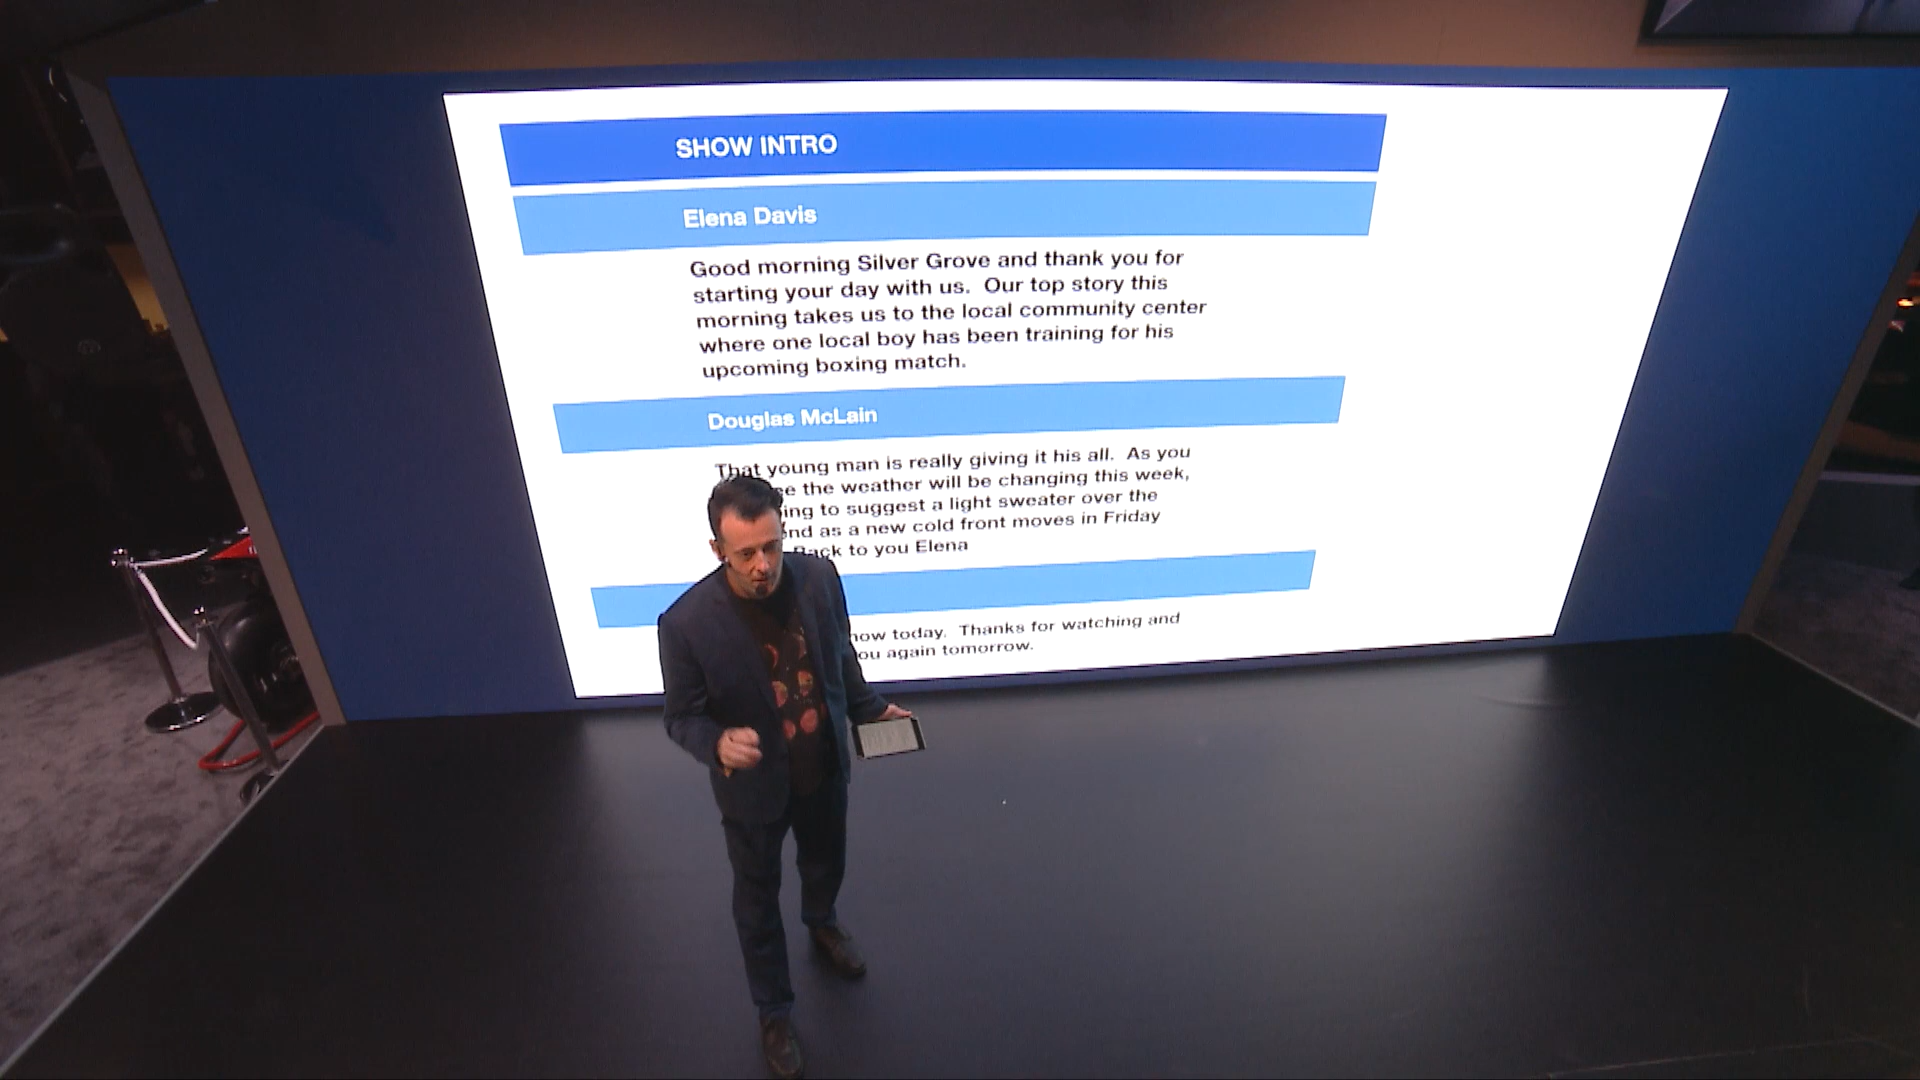 SHOW INTRO
Elena Davis
Good morning Silver Grove and thank you for
starting your day with us. Our top story this
morning takes us to the local community center
where one local boy has been training for his
upcoming boxing match.
Douglas McLain
That young man is really giving it his all. As you
the weather will be changing this week,
to suggest a light sweater over the
as a new cold front moves in Friday
Back to you Elena
today. Thanks for watching and
again tomorrow.